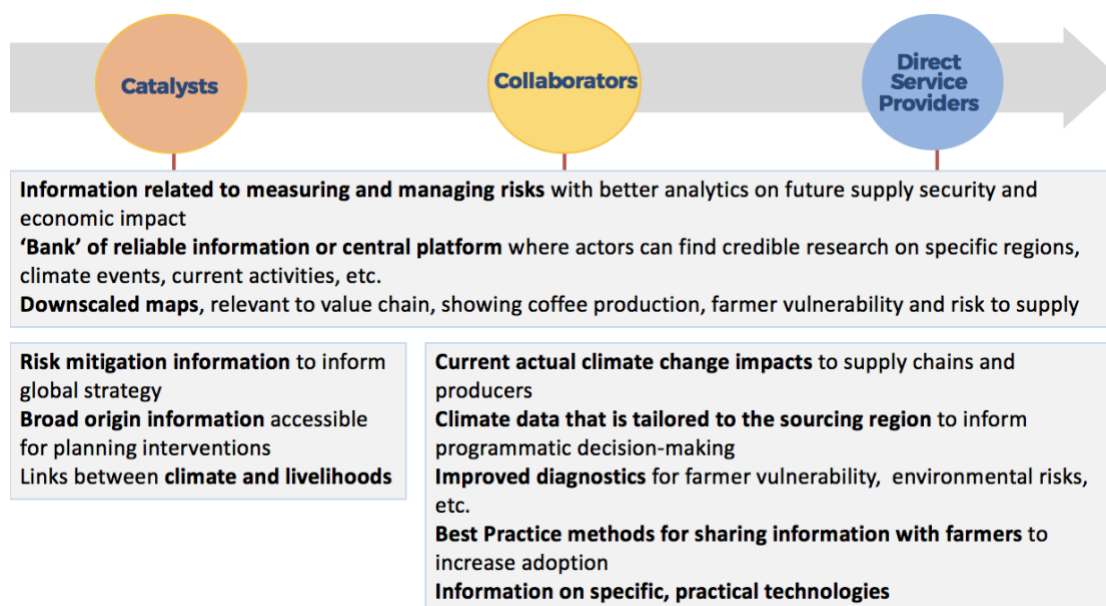 Catalysts
Collaborators
Direct
Service
Providers
Information related to measuring and managing risks with better analytics on future supply security and
economic impact
‘Bank’ of reliable information or central platform where actors can find credible research on specific regions,
climate events, current activities, etc.
Downscaled maps, relevant to value chain, showing coffee production, farmer vulnerability and risk to supply
Risk mitigation information to inform
global strategy
Broad origin information accessible
for planning interventions
Links between climate and livelihoods
Current actual climate change impacts to supply chains and
producers
Climate data that is tailored to the sourcing region to inform
programmatic decision-making
Improved diagnostics for farmer vulnerability, environmental risks,
etc.
Best Practice methods for sharing information with farmers to
increase adoption
Information on specific, practical technologies